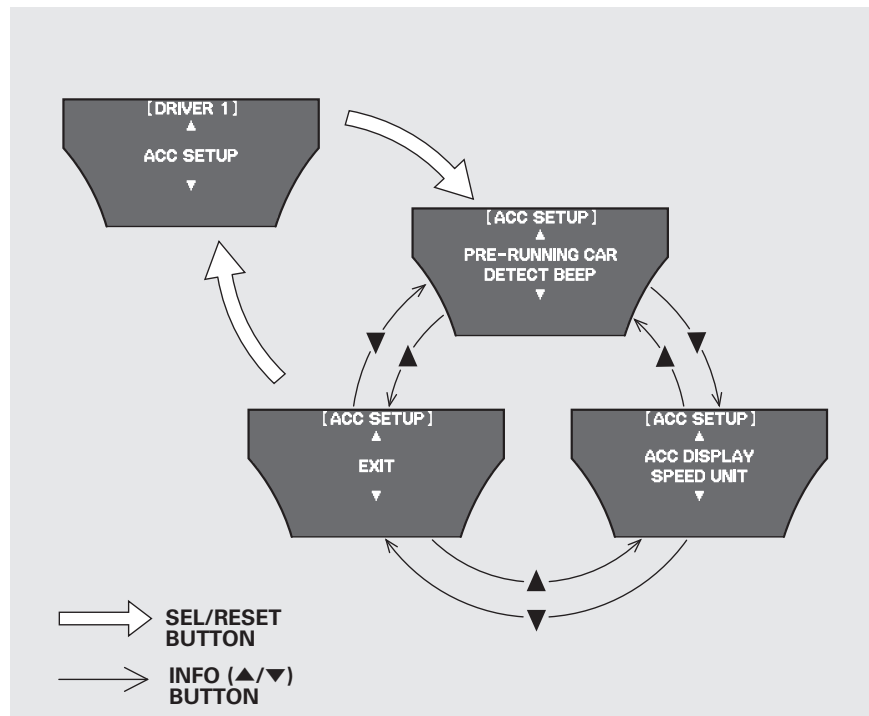 [DRIVER 1]
▲
ACC SETUP
▼
[ACC SETUP]
▲
PRE-RUNNING CAR
DETECT BEEP
▼
▼
▲
▲
▼
[ACC SETUP]
▲
EXIT
▼
[ACC SETUP]
▲
ACC DISPLAY
SPEED UNIT
▼
▲
▼
SEL/RESET
BUTTON
INFO (▲/▼)
BUTTON